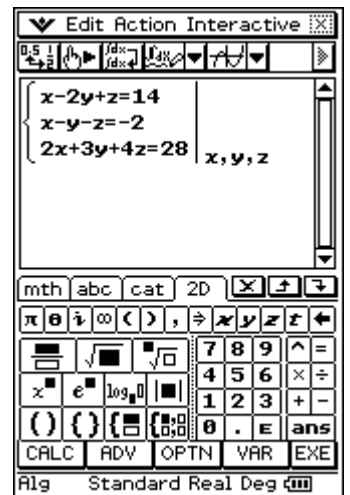 Edit Action Interactive
x-2y+z=14
x-y-z=-2
2x+3y+4z=28
x,y,z
mth abc cat 2D
π θ i ∞ ( ) , ⇒ x y z t ←
√■ ■√□ 7 8 9 ^ =
x■ e■ log■□ |■| 4 5 6 × ÷
1 2 3 + -
() {} 0 . E ans
CALC ADV OPTN VAR EXE
Alg Standard Real Deg